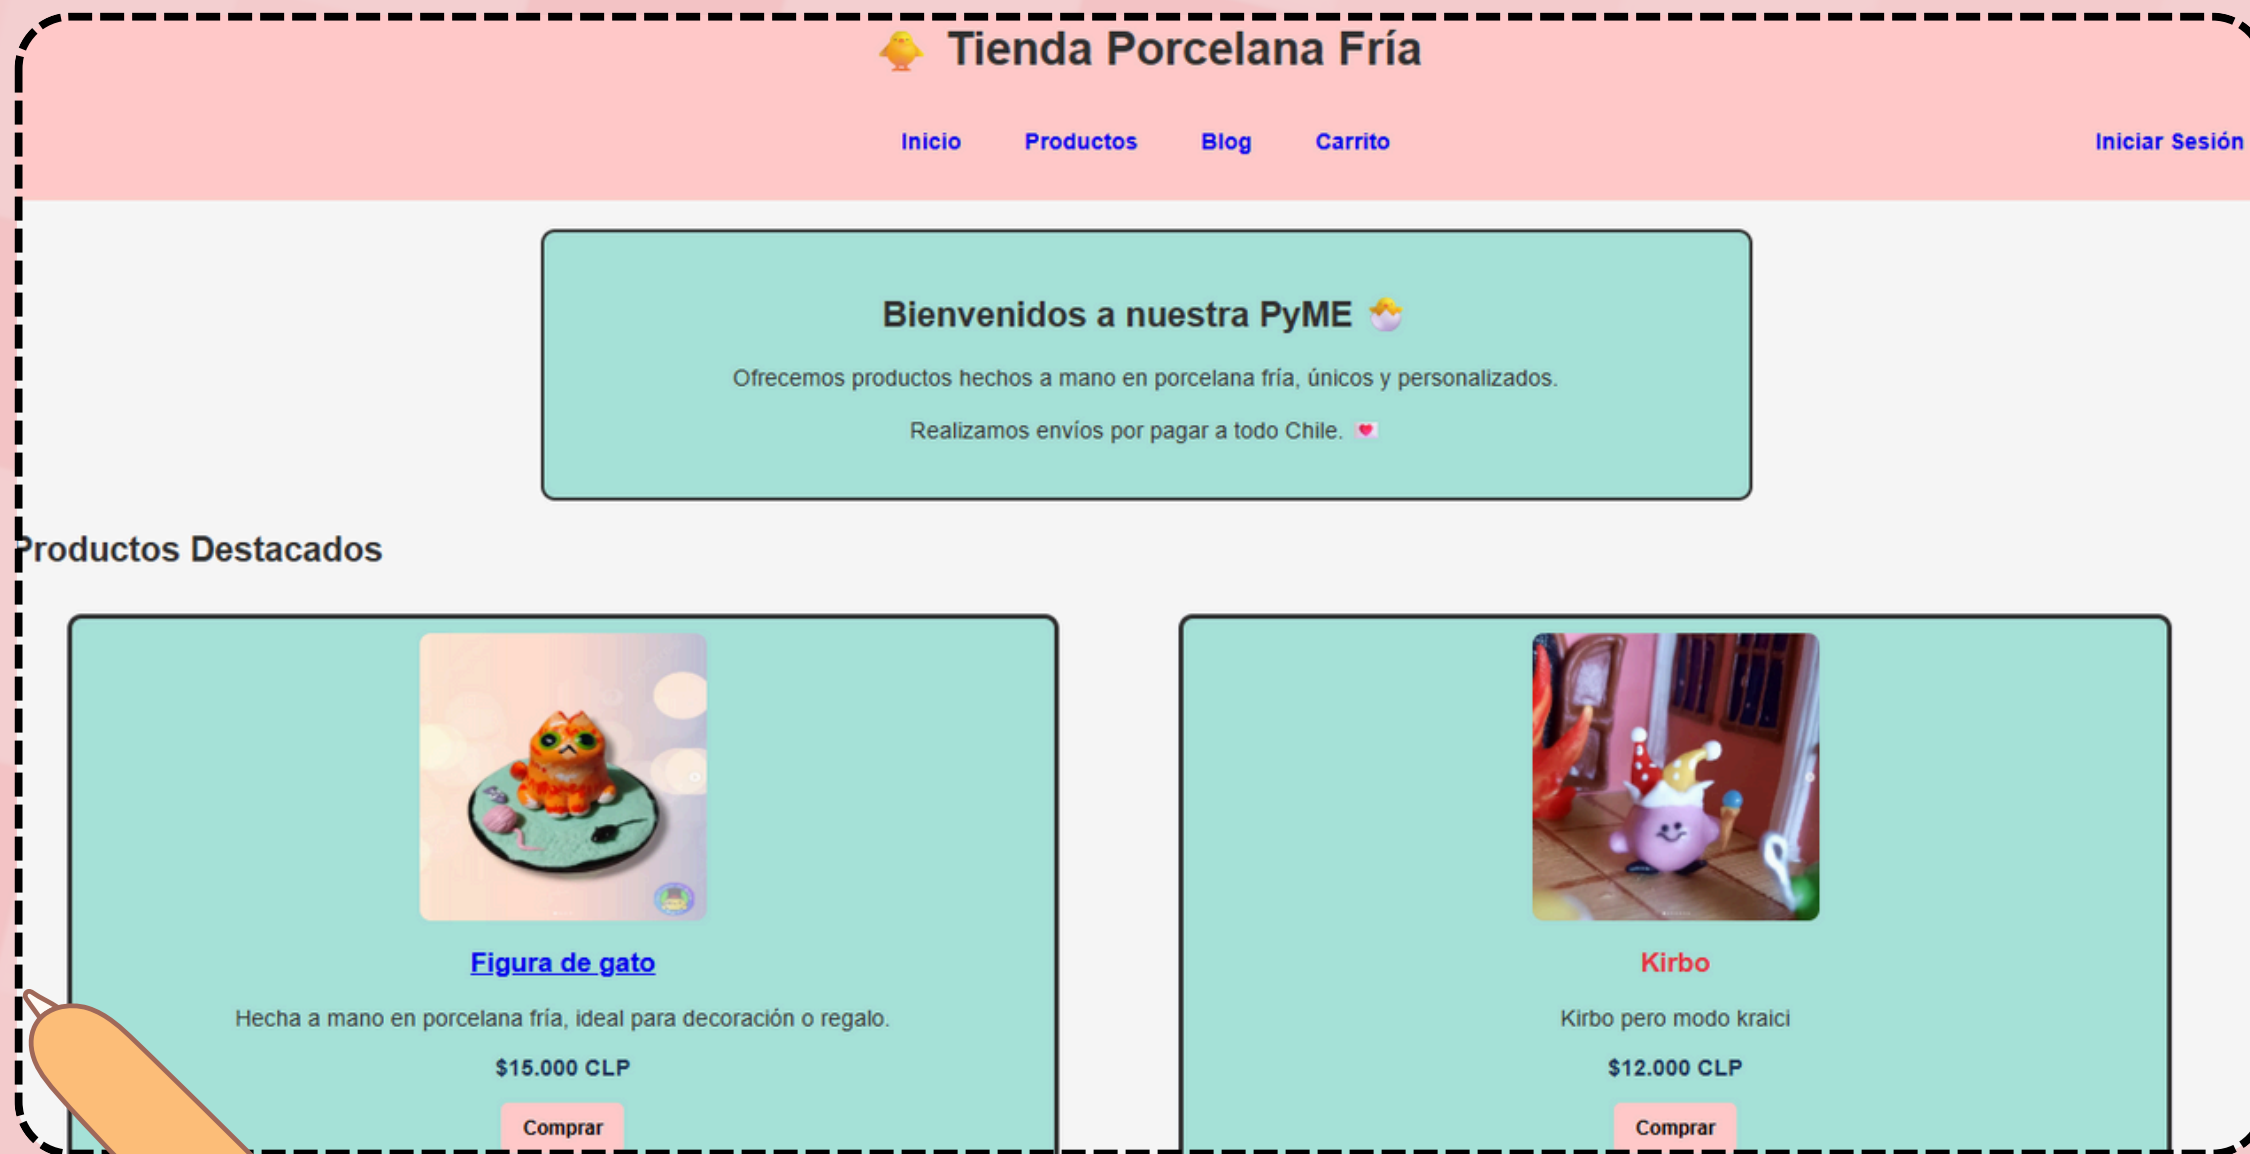 🐥 Tienda Porcelana Fría
Inicio Productos Blog Carrito Iniciar Sesión
Bienvenidos a nuestra PyME 🐣
Ofrecemos productos hechos a mano en porcelana fría, únicos y personalizados.
Realizamos envíos por pagar a todo Chile. 💌
Productos Destacados
Figura de gato
Hecha a mano en porcelana fría, ideal para decoración o regalo.
$15.000 CLP
Comprar
Kirbo
Kirbo pero modo kraici
$12.000 CLP
Comprar